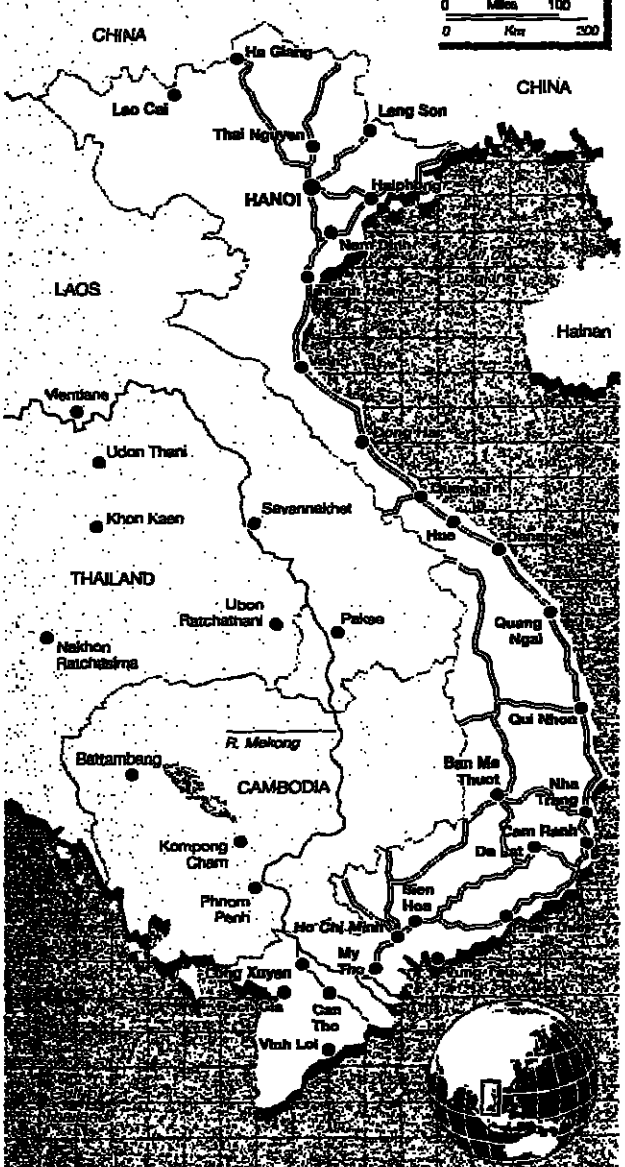 0 Miles 100
0 Km 200
CHINA
Ha Giang
CHINA
Lao Cai
Lang Son
Thai Nguyen
HANOI
Haiphong
Nam Dinh
LAOS
Hainan
Vientiane
Udon Thani
Khon Kaen
Savannakhet
Hue
Danang
THAILAND
Ubon
Ratchathani
Pakse
Quang
Ngai
Nakhon
Ratchasima
Qui Nhon
R. Mekong
Battambang
CAMBODIA
Ban Me
Thuot
Nha
Trang
Kompong
Cham
Cam Ranh
Da Lat
Phnom
Penh
Bien
Hoa
Ho Chi Minh
My
Tho
Long Xuyen
Can
Tho
Vinh Loi